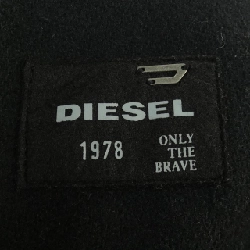 DIESEL
1978
ONLY
THE
BRAVE